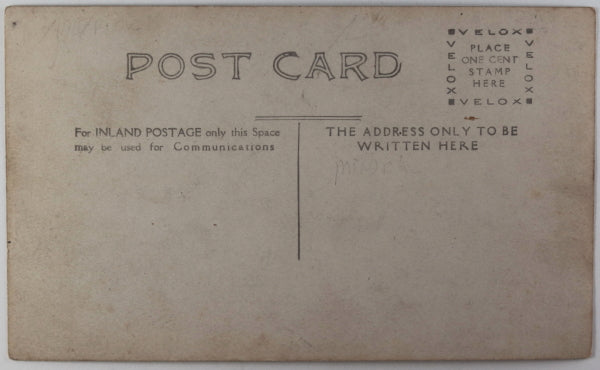 VELOX
VELOX
VELOX
PLACE
ONE CENT
STAMP
HERE
VELOX
POST CARD
For INLAND POSTAGE only this Space
may be used for Communications
THE ADDRESS ONLY TO BE
WRITTEN HERE